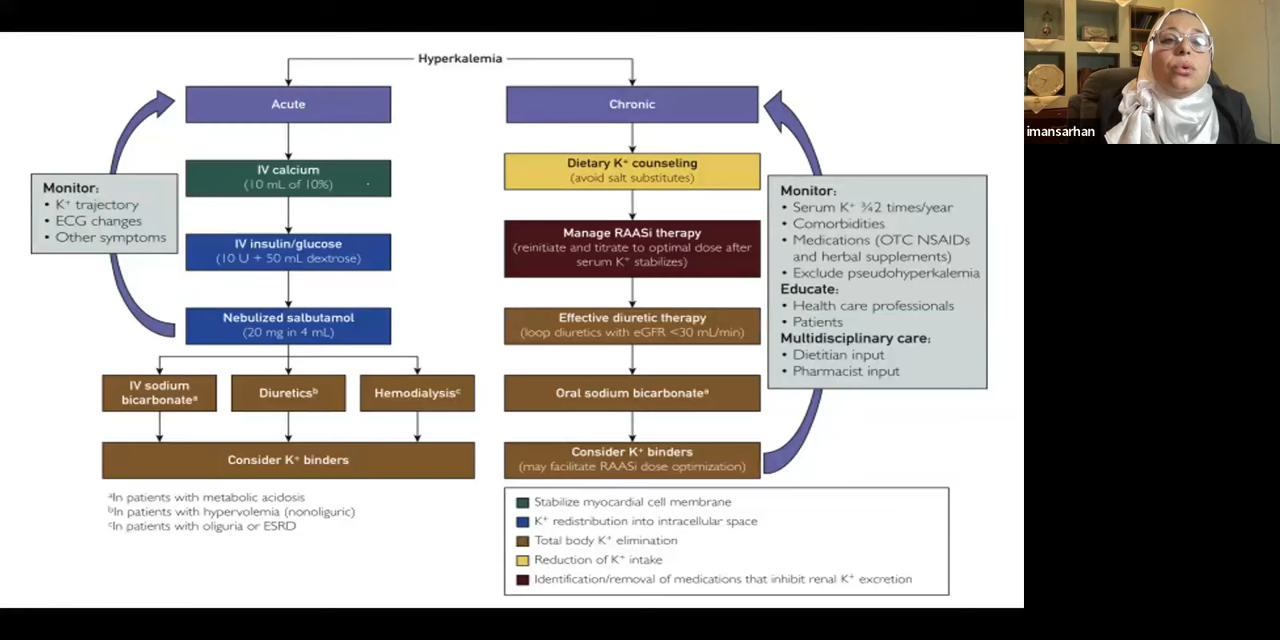 Hyperkalemia
Acute
IV calcium
(10 mL of 10%)
IV insulin/glucose
(10 U + 50 mL dextrose)
Nebulized salbutamol
(20 mg in 4 mL)
IV sodium
bicarbonateᵃ
Diureticsᵇ
Hemodialysisᶜ
Consider K⁺ binders
Monitor:
• K⁺ trajectory
• ECG changes
• Other symptoms
ᵃIn patients with metabolic acidosis
ᵇIn patients with hypervolemia (nonoliguric)
ᶜIn patients with oliguria or ESRD
Chronic
Dietary K⁺ counseling
(avoid salt substitutes)
Manage RAASi therapy
(reinitiate and titrate to optimal dose after
serum K⁺ stabilizes)
Effective diuretic therapy
(loop diuretics with eGFR <30 mL/min)
Oral sodium bicarbonateᵃ
Consider K⁺ binders
(may facilitate RAASi dose optimization)
Monitor:
• Serum K⁺ ¾2 times/year
• Comorbidities
• Medications (OTC NSAIDs
and herbal supplements)
• Exclude pseudohyperkalemia
Educate:
• Health care professionals
• Patients
Multidisciplinary care:
• Dietitian input
• Pharmacist input
Stabilize myocardial cell membrane
K⁺ redistribution into intracellular space
Total body K⁺ elimination
Reduction of K⁺ intake
Identification/removal of medications that inhibit renal K⁺ excretion
imansarhan